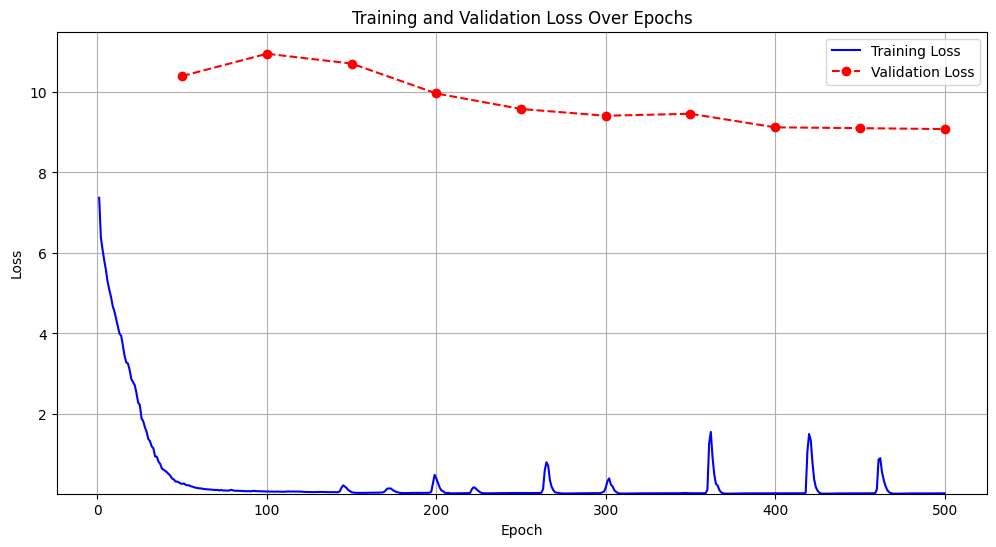 Training and Validation Loss Over Epochs
Training Loss
Validation Loss
Loss
10
8
6
4
2
0
100
200
300
400
500
Epoch